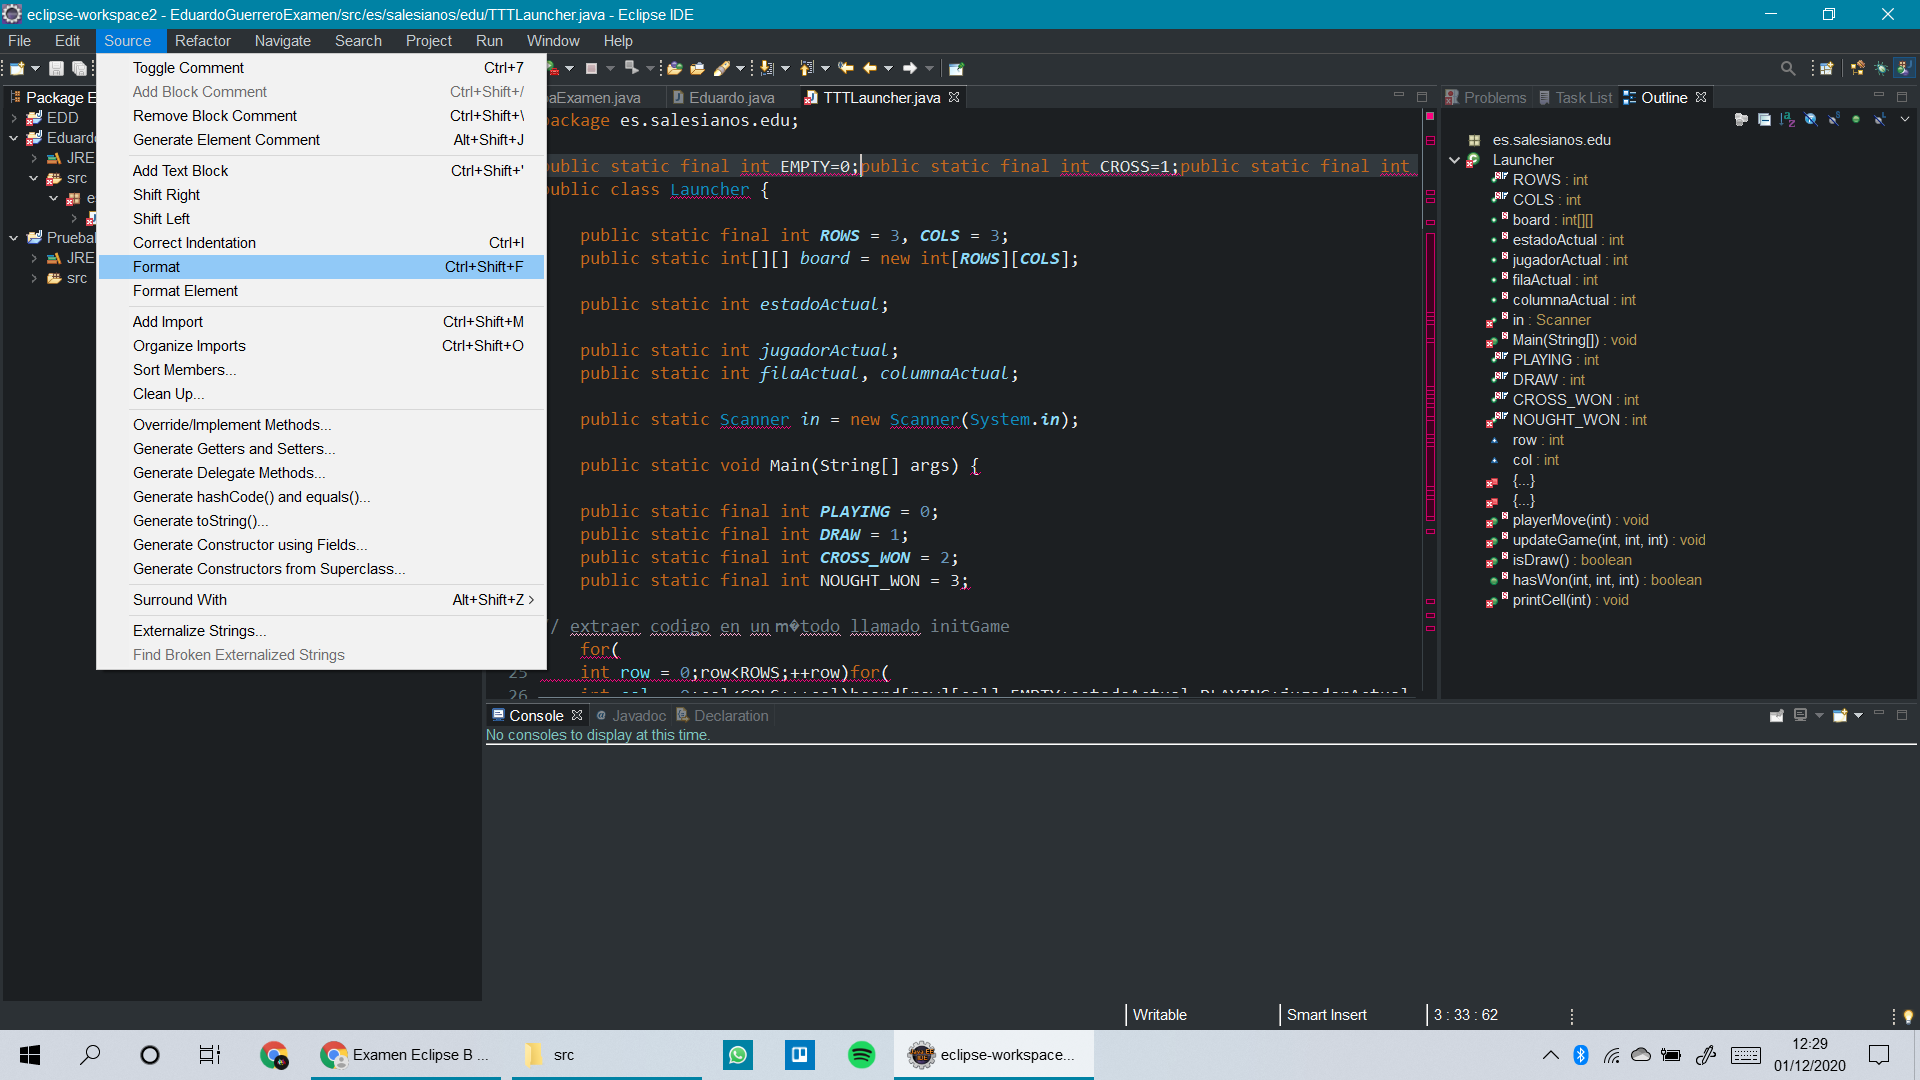 eclipse-workspace2 - EduardoGuerreroExamen/src/es/salesianos/edu/TTTLauncher.java - Eclipse IDE
File Edit Source Refactor Navigate Search Project Run Window Help
Toggle Comment Ctrl+7
Add Block Comment Ctrl+Shift+/
Remove Block Comment Ctrl+Shift+\
Generate Element Comment Alt+Shift+J
Add Text Block Ctrl+Shift+'
Shift Right
Shift Left
Correct Indentation Ctrl+I
Format Ctrl+Shift+F
Format Element
Add Import Ctrl+Shift+M
Organize Imports Ctrl+Shift+O
Sort Members...
Clean Up...
Override/Implement Methods...
Generate Getters and Setters...
Generate Delegate Methods...
Generate hashCode() and equals()...
Generate toString()...
Generate Constructor using Fields...
Generate Constructors from Superclass...
Surround With Alt+Shift+Z
Externalize Strings...
Find Broken Externalized Strings
Package E
EDD
Eduard
JRE
src
e
Prueba
JRE
src
aExamen.java Eduardo.java TTTLauncher.java
package es.salesianos.edu;
public static final int EMPTY=0;public static final int CROSS=1;public static final int
public class Launcher {
public static final int ROWS = 3, COLS = 3;
public static int[][] board = new int[ROWS][COLS];
public static int estadoActual;
public static int jugadorActual;
public static int filaActual, columnaActual;
public static Scanner in = new Scanner(System.in);
public static void Main(String[] args) {
public static final int PLAYING = 0;
public static final int DRAW = 1;
public static final int CROSS_WON = 2;
public static final int NOUGHT_WON = 3;
/ extraer codigo en un m�todo llamado initGame
for(
25 int row = 0;row<ROWS;++row)for(
26 int col = 0;col<COLS;++col)board[row][col]=EMPTY;estadoActual=PLAYING;jugadorActual
Problems Task List Outline
es.salesianos.edu
Launcher
ROWS : int
COLS : int
board : int[][]
estadoActual : int
jugadorActual : int
filaActual : int
columnaActual : int
in : Scanner
Main(String[]) : void
PLAYING : int
DRAW : int
CROSS_WON : int
NOUGHT_WON : int
row : int
col : int
{...}
{...}
playerMove(int) : void
updateGame(int, int, int) : void
isDraw() : boolean
hasWon(int, int, int) : boolean
printCell(int) : void
Console Javadoc Declaration
No consoles to display at this time.
Writable Smart Insert 3 : 33 : 62
Examen Eclipse B ... src eclipse-workspace...
12:29
01/12/2020